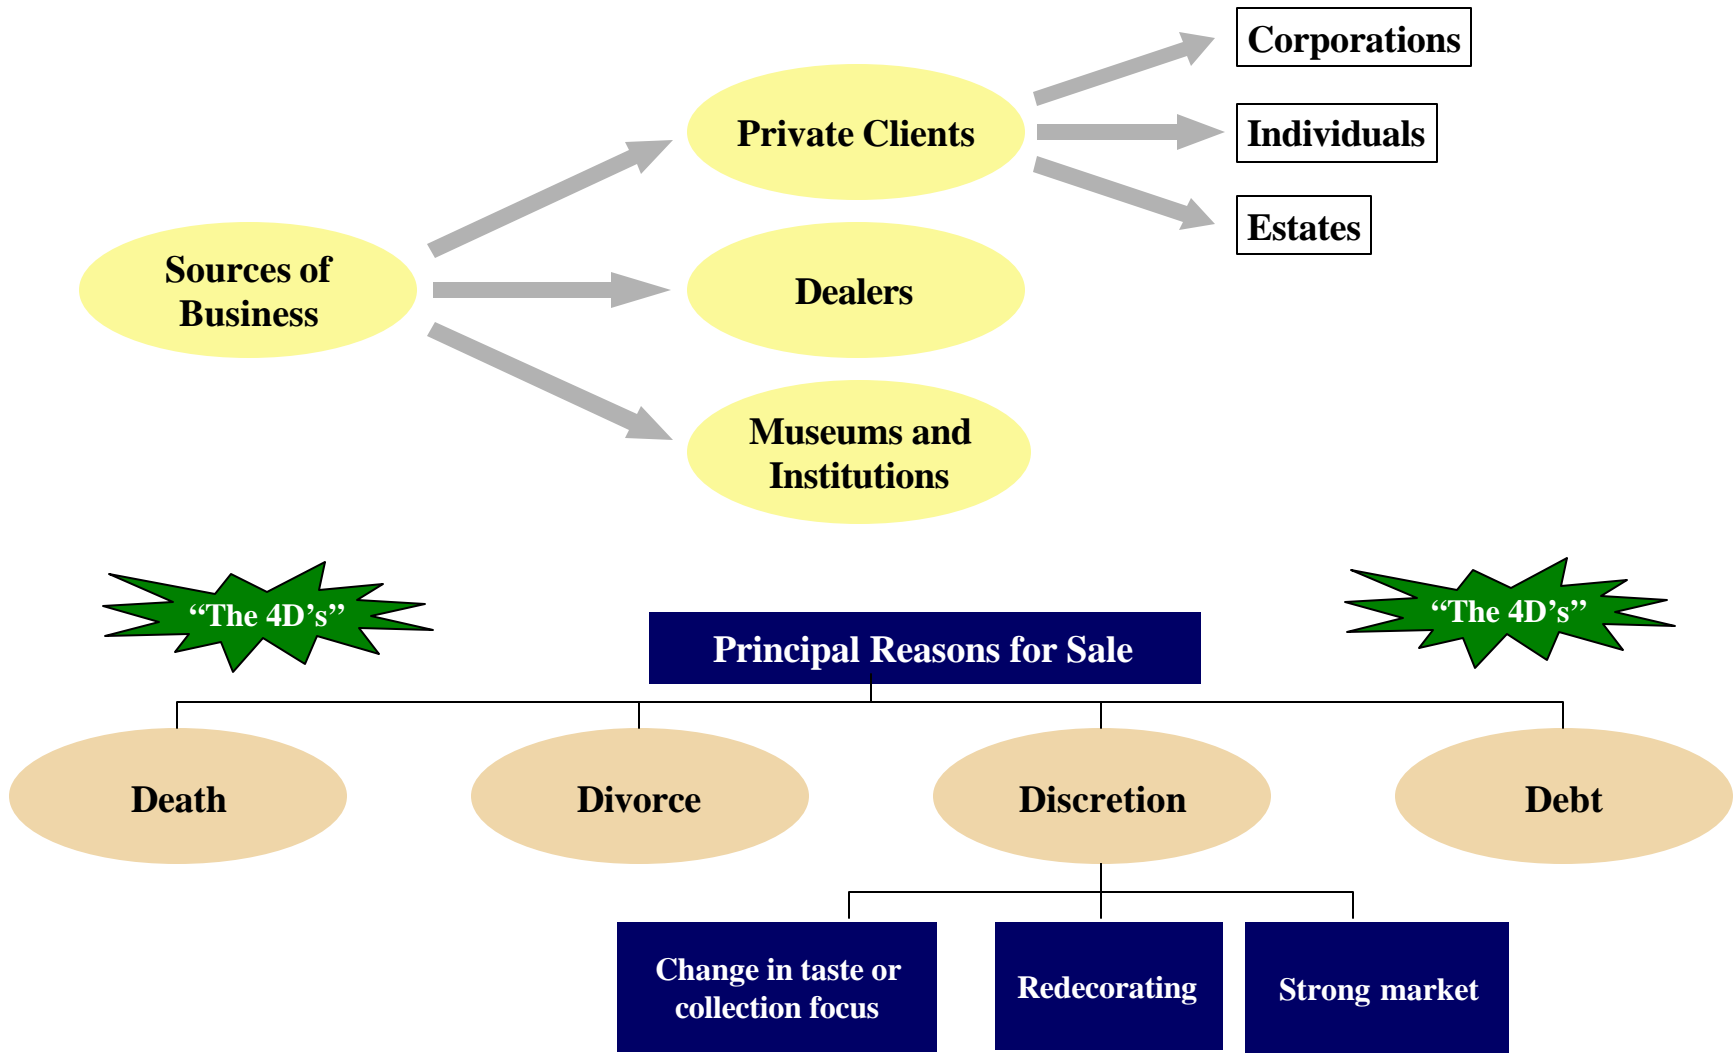 Corporations
Private Clients
Individuals
Estates
Sources of
Business
Dealers
Museums and
Institutions
“The 4D’s”
“The 4D’s”
Principal Reasons for Sale
Death
Divorce
Discretion
Debt
Change in taste or
collection focus
Redecorating
Strong market